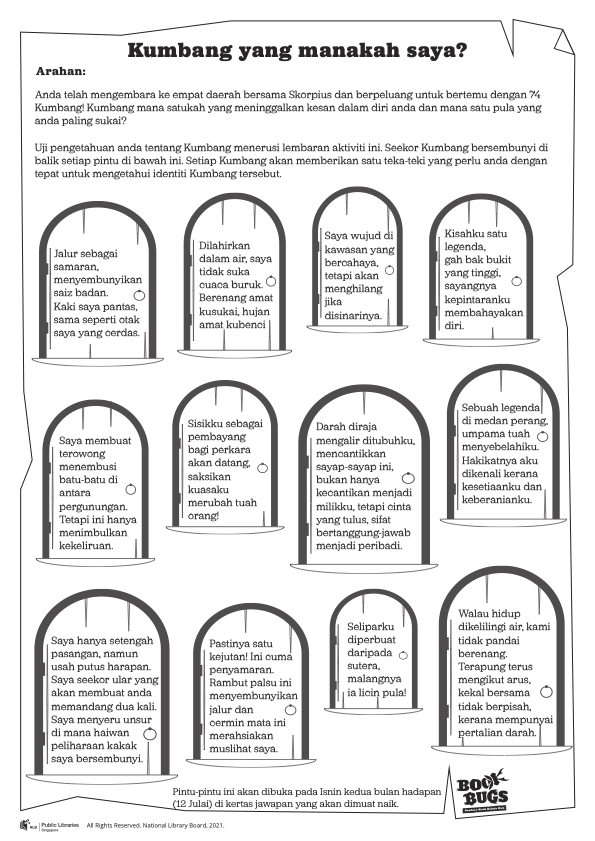 Kumbang yang manakah saya?
Arahan:
Anda telah mengembara ke empat daerah bersama Skorpius dan berpeluang untuk bertemu dengan 74
Kumbang! Kumbang mana satukah yang meninggalkan kesan dalam diri anda dan mana satu pula yang
anda paling sukai?
Uji pengetahuan anda tentang Kumbang menerusi lembaran aktiviti ini. Seekor Kumbang bersembunyi di
balik setiap pintu di bawah ini. Setiap Kumbang akan memberikan satu teka-teki yang perlu anda dengan
tepat untuk mengetahui identiti Kumbang tersebut.
Jalur sebagai
samaran,
menyembunyikan
saiz badan.
Kaki saya pantas,
sama seperti otak
saya yang cerdas.
Dilahirkan
dalam air, saya
tidak suka
cuaca buruk.
Berenang amat
kusukai, hujan
amat kubenci
Saya wujud di
kawasan yang
bercahaya,
tetapi akan
menghilang
jika
disinarinya.
Kisahku satu
legenda,
gah bak bukit
yang tinggi,
sayangnya
kepintaranku
membahayakan
diri.
Saya membuat
terowong
menembusi
batu-batu di
antara
pergunungan.
Tetapi ini hanya
menimbulkan
kekeliruan.
Sisikku sebagai
pembayang
bagi perkara
akan datang,
saksikan
kuasaku
merubah tuah
orang!
Darah diraja
mengalir ditubuhku,
mencantikkan
sayap-sayap ini,
bukan hanya
kecantikan menjadi
milikku, tetapi cinta
yang tulus, sifat
bertanggung-jawab
menjadi peribadi.
Sebuah legenda
di medan perang,
umpama tuah
menyebelahiku.
Hakikatnya aku
dikenali kerana
kesetiaanku dan
keberanianku.
Saya hanya setengah
pasangan, namun
usah putus harapan.
Saya seekor ular yang
akan membuat anda
memandang dua kali.
Saya menyeru unsur
di mana haiwan
peliharaan kakak
saya bersembunyi.
Pastinya satu
kejutan! Ini cuma
penyamaran.
Rambut palsu ini
menyembunyikan
jalur dan
cermin mata ini
merahsiakan
muslihat saya.
Seliparku
diperbuat
daripada
sutera,
malangnya
ia licin pula!
Walau hidup
dikelilingi air, kami
tidak pandai
berenang.
Terapung terus
mengikut arus,
kekal bersama
tidak berpisah,
kerana mempunyai
pertalian darah.
Pintu-pintu ini akan dibuka pada Isnin kedua bulan hadapan
(12 Julai) di kertas jawapan yang akan dimuat naik.
BOOK
BUGS
NLB Public Libraries
Singapore
All Rights Reserved. National Library Board, 2021.